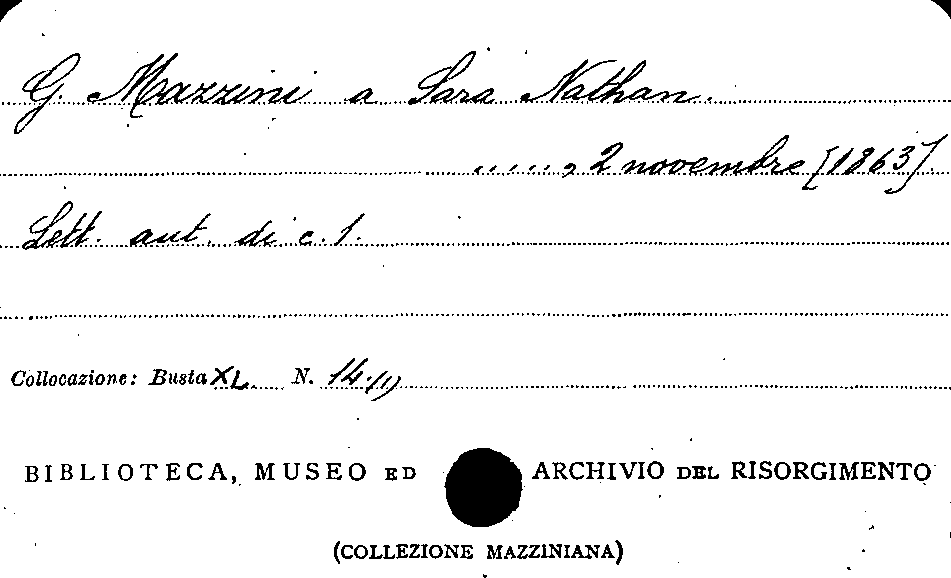 G. Mazzini a Sara Nathan.
....., 2 novembre [1863].
Lett. aut. di c. 1.
Collocazione: Busta XL N. 14.(1)
BIBLIOTECA, MUSEO ED ARCHIVIO DEL RISORGIMENTO
(COLLEZIONE MAZZINIANA)